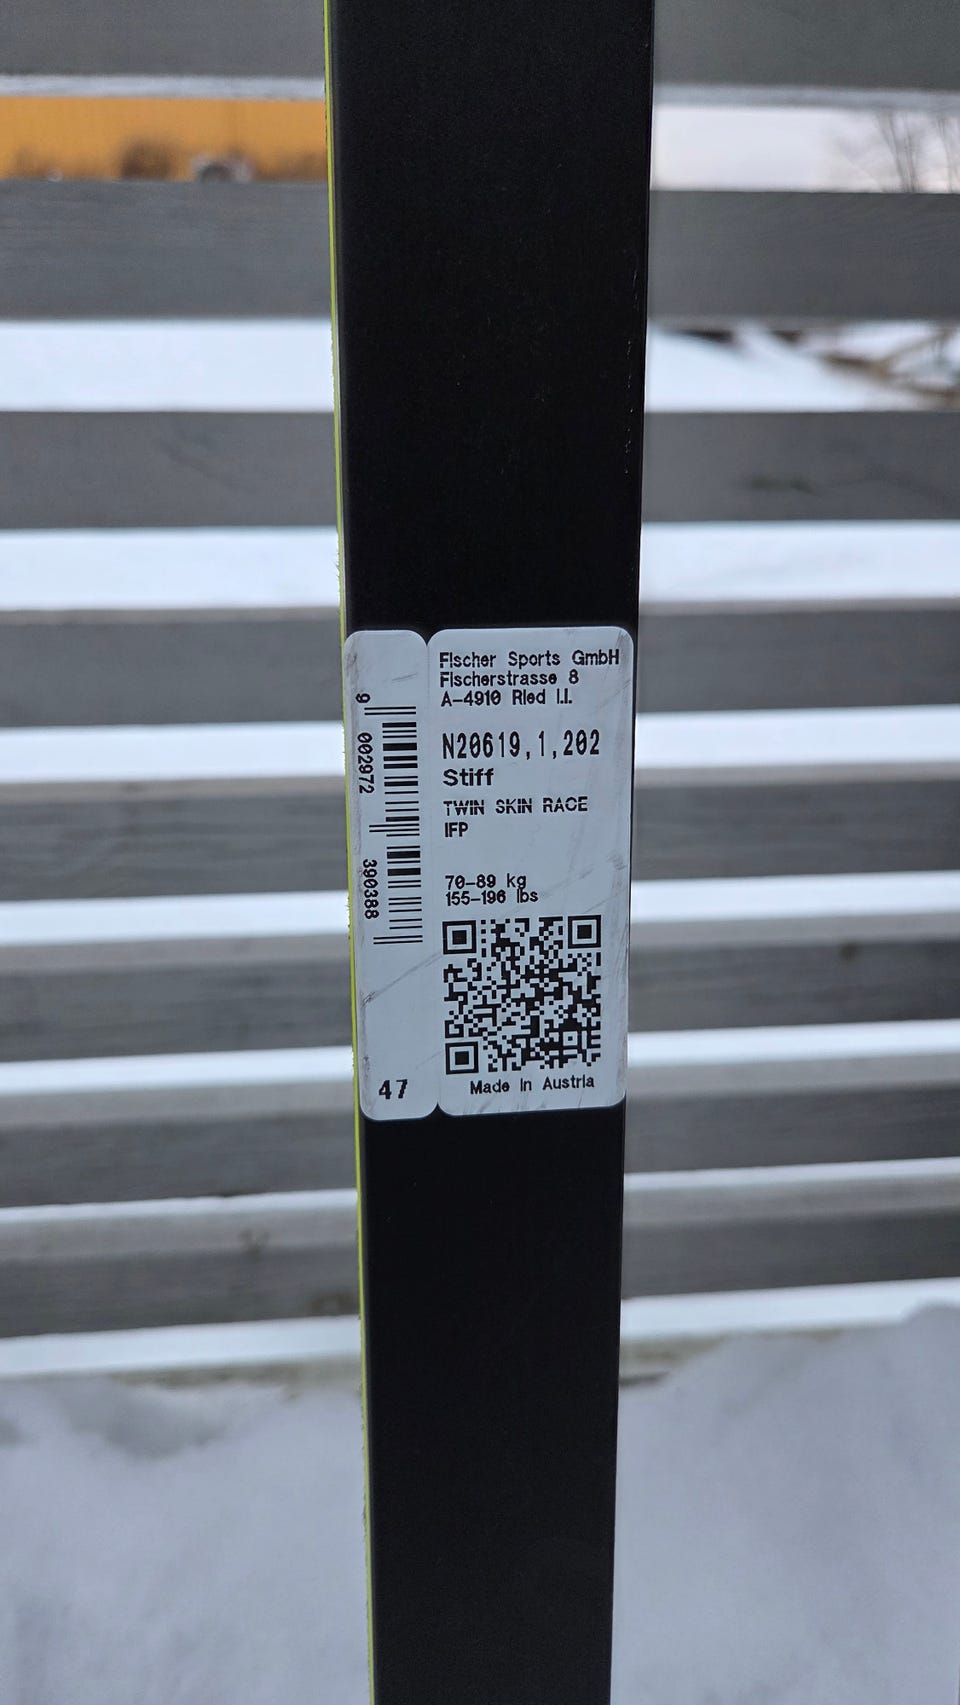 Fischer Sports GmbH
Fischerstrasse 8
A-4910 Ried I.I.
N20619,1,202
Stiff
TWIN SKIN RACE
IFP
70-89 kg
155-196 lbs
Made In Austria
9 002972 390388
47